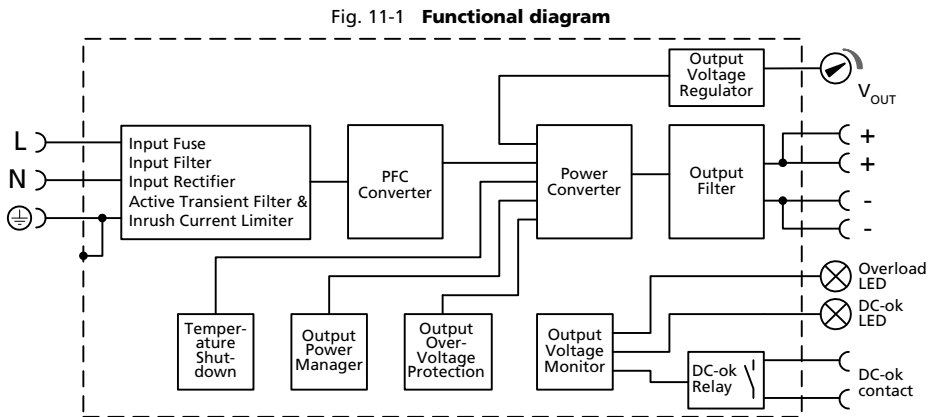 Fig. 11-1 Functional diagram
Output
Voltage
Regulator
V OUT
L
N
Input Fuse
Input Filter
Input Rectifier
Active Transient Filter &
Inrush Current Limiter
PFC
Converter
Power
Converter
Output
Filter
+
+
-
-
Temper-
ature
Shut-
down
Output
Power
Manager
Output
Over-
Voltage
Protection
Output
Voltage
Monitor
Overload
LED
DC-ok
LED
DC-ok
Relay
DC-ok
contact